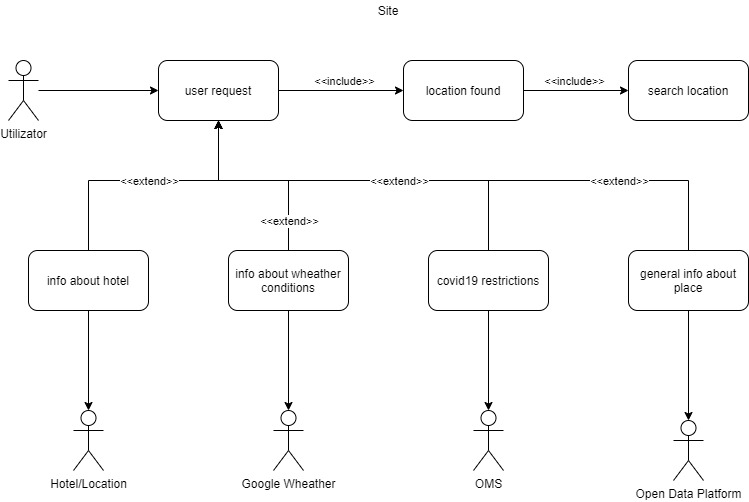 Site
user request
<<include>>
location found
<<include>>
search location
Utilizator
<<extend>>
<<extend>>
<<extend>>
<<extend>>
info about hotel
info about wheather
conditions
covid19 restrictions
general info about
place
Hotel/Location
Google Wheather
OMS
Open Data Platform